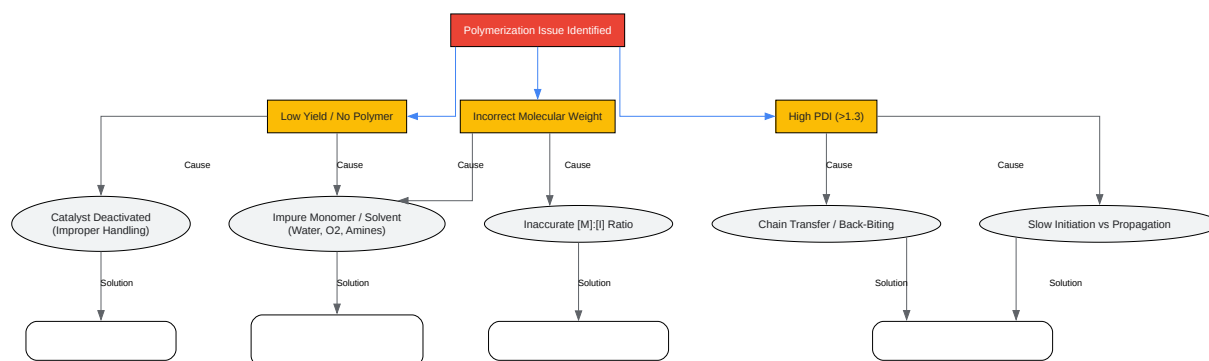 Polymerization Issue Identified
Low Yield / No Polymer
Incorrect Molecular Weight
High PDI (>1.3)
Cause
Cause
Cause
Cause
Cause
Cause
Catalyst Deactivated
(Improper Handling)
Impure Monomer / Solvent
(Water, O2, Amines)
Inaccurate [M]:[I] Ratio
Chain Transfer / Back-Biting
Slow Initiation vs Propagation
Solution
Solution
Solution
Solution
Solution